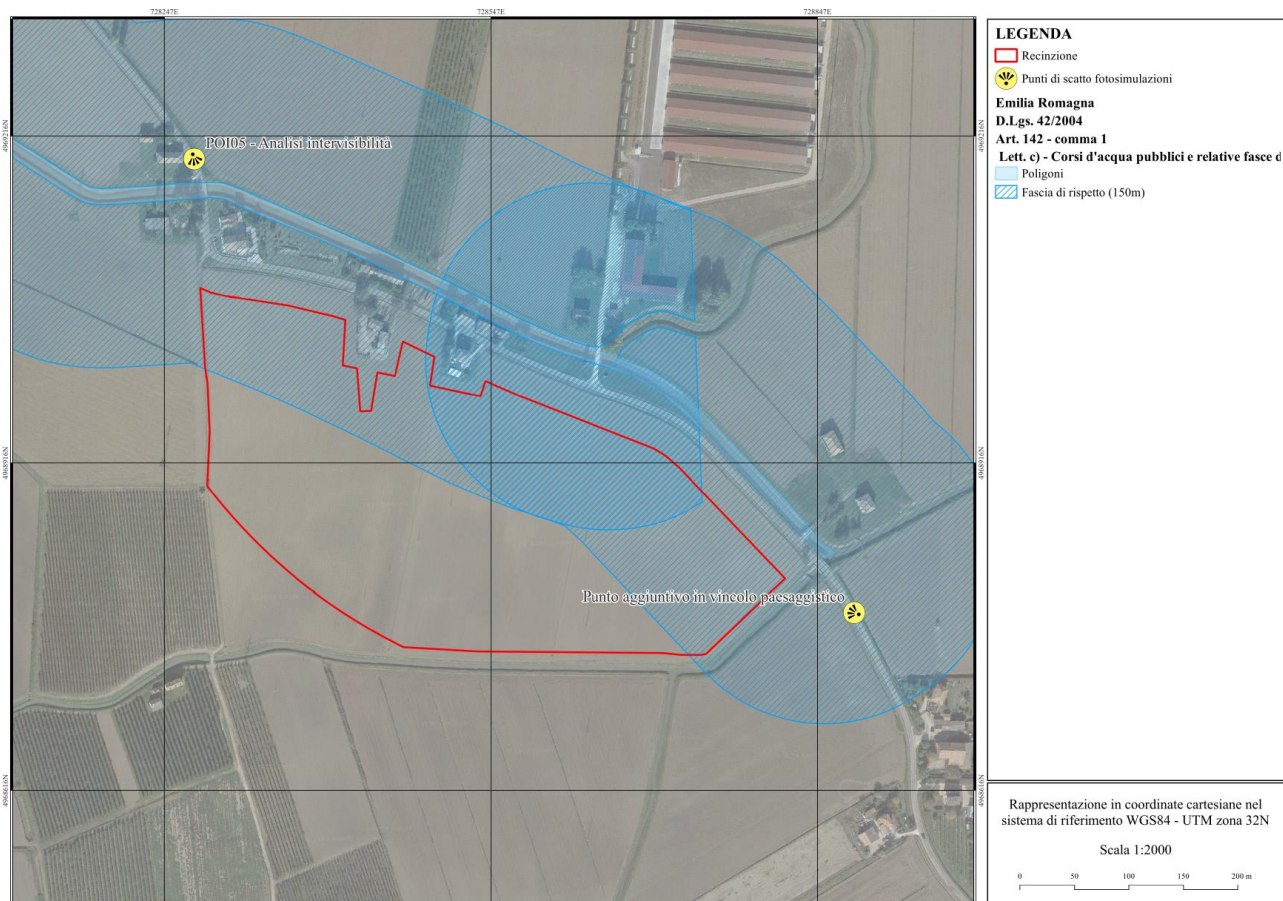 728247E
728547E
728847E
4969216N
4969216N
POI05 - Analisi intervisibilità
4968916N
4968916N
Punto aggiuntivo in vincolo paesaggistico
4968616N
4968616N
LEGENDA
Recinzione
Punti di scatto fotosimulazioni
Emilia Romagna
D.Lgs. 42/2004
Art. 142 - comma 1
Lett. c) - Corsi d'acqua pubblici e relative fasce d
Poligoni
Fascia di rispetto (150m)
Rappresentazione in coordinate cartesiane nel
sistema di riferimento WGS84 - UTM zona 32N
Scala 1:2000
0 50 100 150 200 m